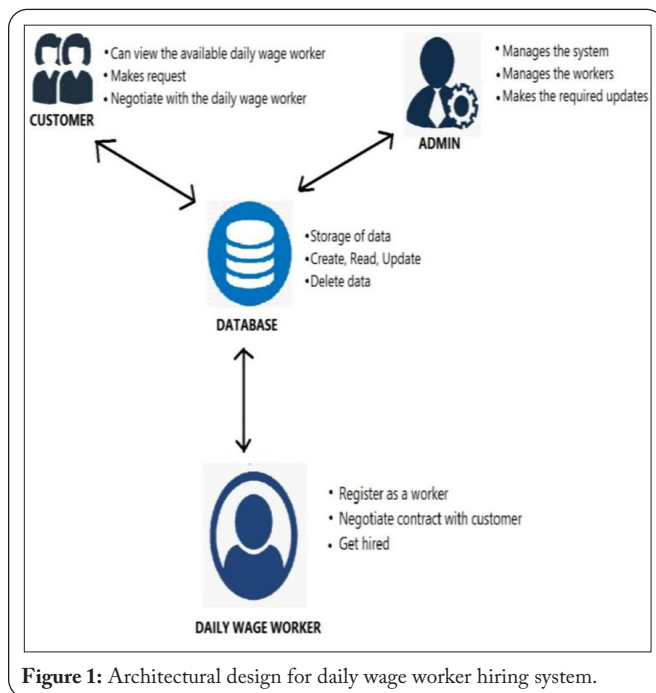 • Can view the available daily wage worker
• Makes request
• Negotiate with the daily wage worker
CUSTOMER
• Manages the system
• Manages the workers
• Makes the required updates
ADMIN
• Storage of data
• Create, Read, Update
• Delete data
DATABASE
• Register as a worker
• Negotiate contract with customer
• Get hired
DAILY WAGE WORKER
Figure 1: Architectural design for daily wage worker hiring system.